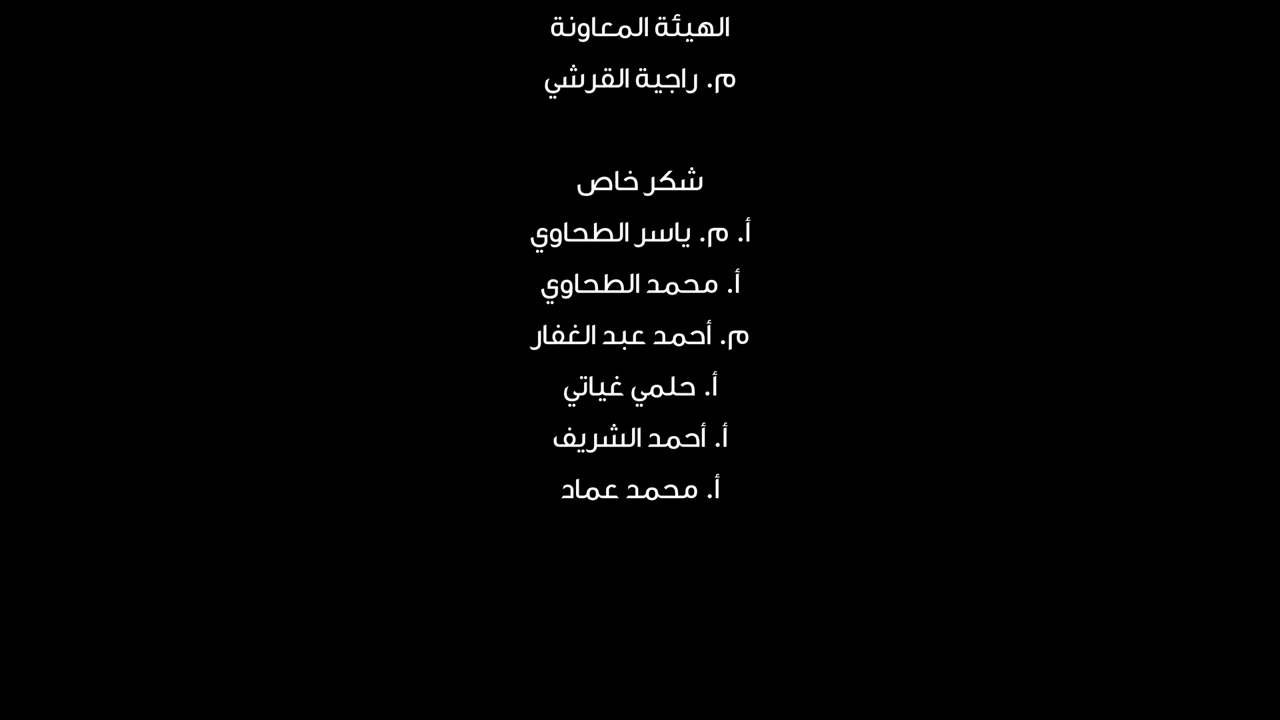 الهيئة المعاونة
م. راجية القرشي
شكر خاص
أ. م. ياسر الطحاوي
أ. محمد الطحاوي
م. أحمد عبد الغفار
أ. حلمي غياتي
أ. أحمد الشريف
أ. محمد عماد